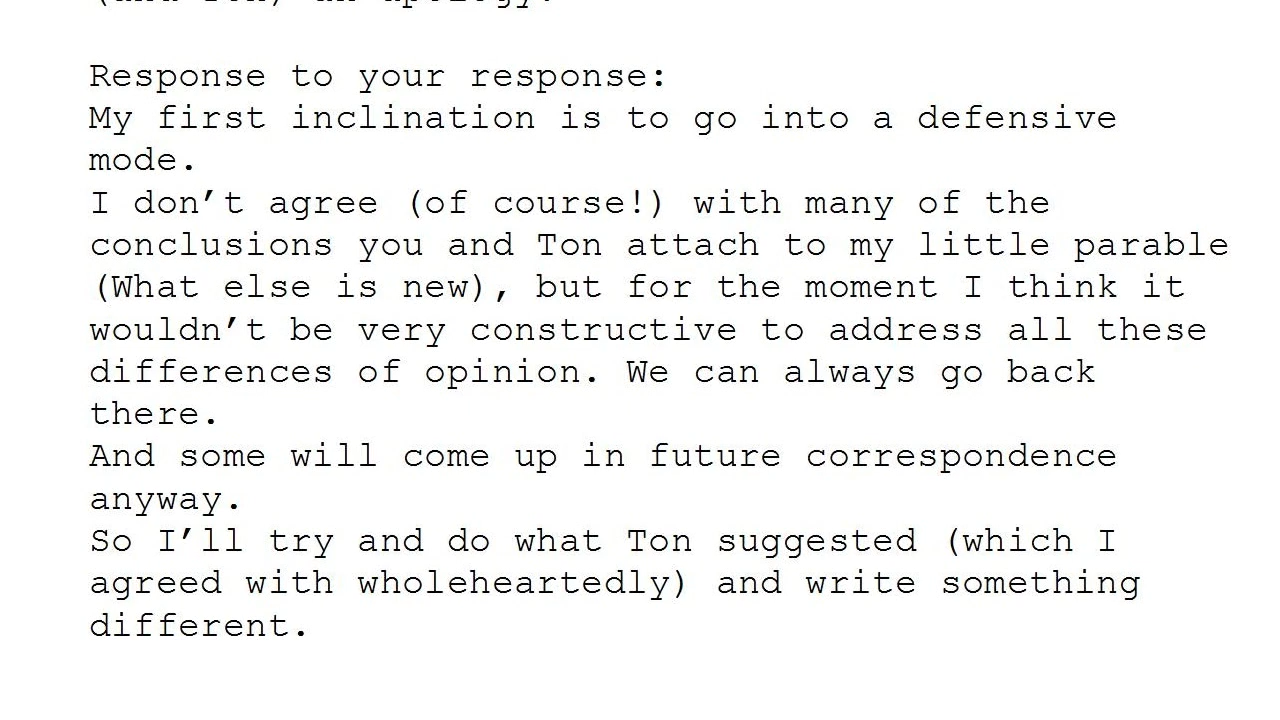 Response to your response:
My first inclination is to go into a defensive
mode.
I don’t agree (of course!) with many of the
conclusions you and Ton attach to my little parable
(What else is new), but for the moment I think it
wouldn’t be very constructive to address all these
differences of opinion. We can always go back
there.
And some will come up in future correspondence
anyway.
So I’ll try and do what Ton suggested (which I
agreed with wholeheartedly) and write something
different.